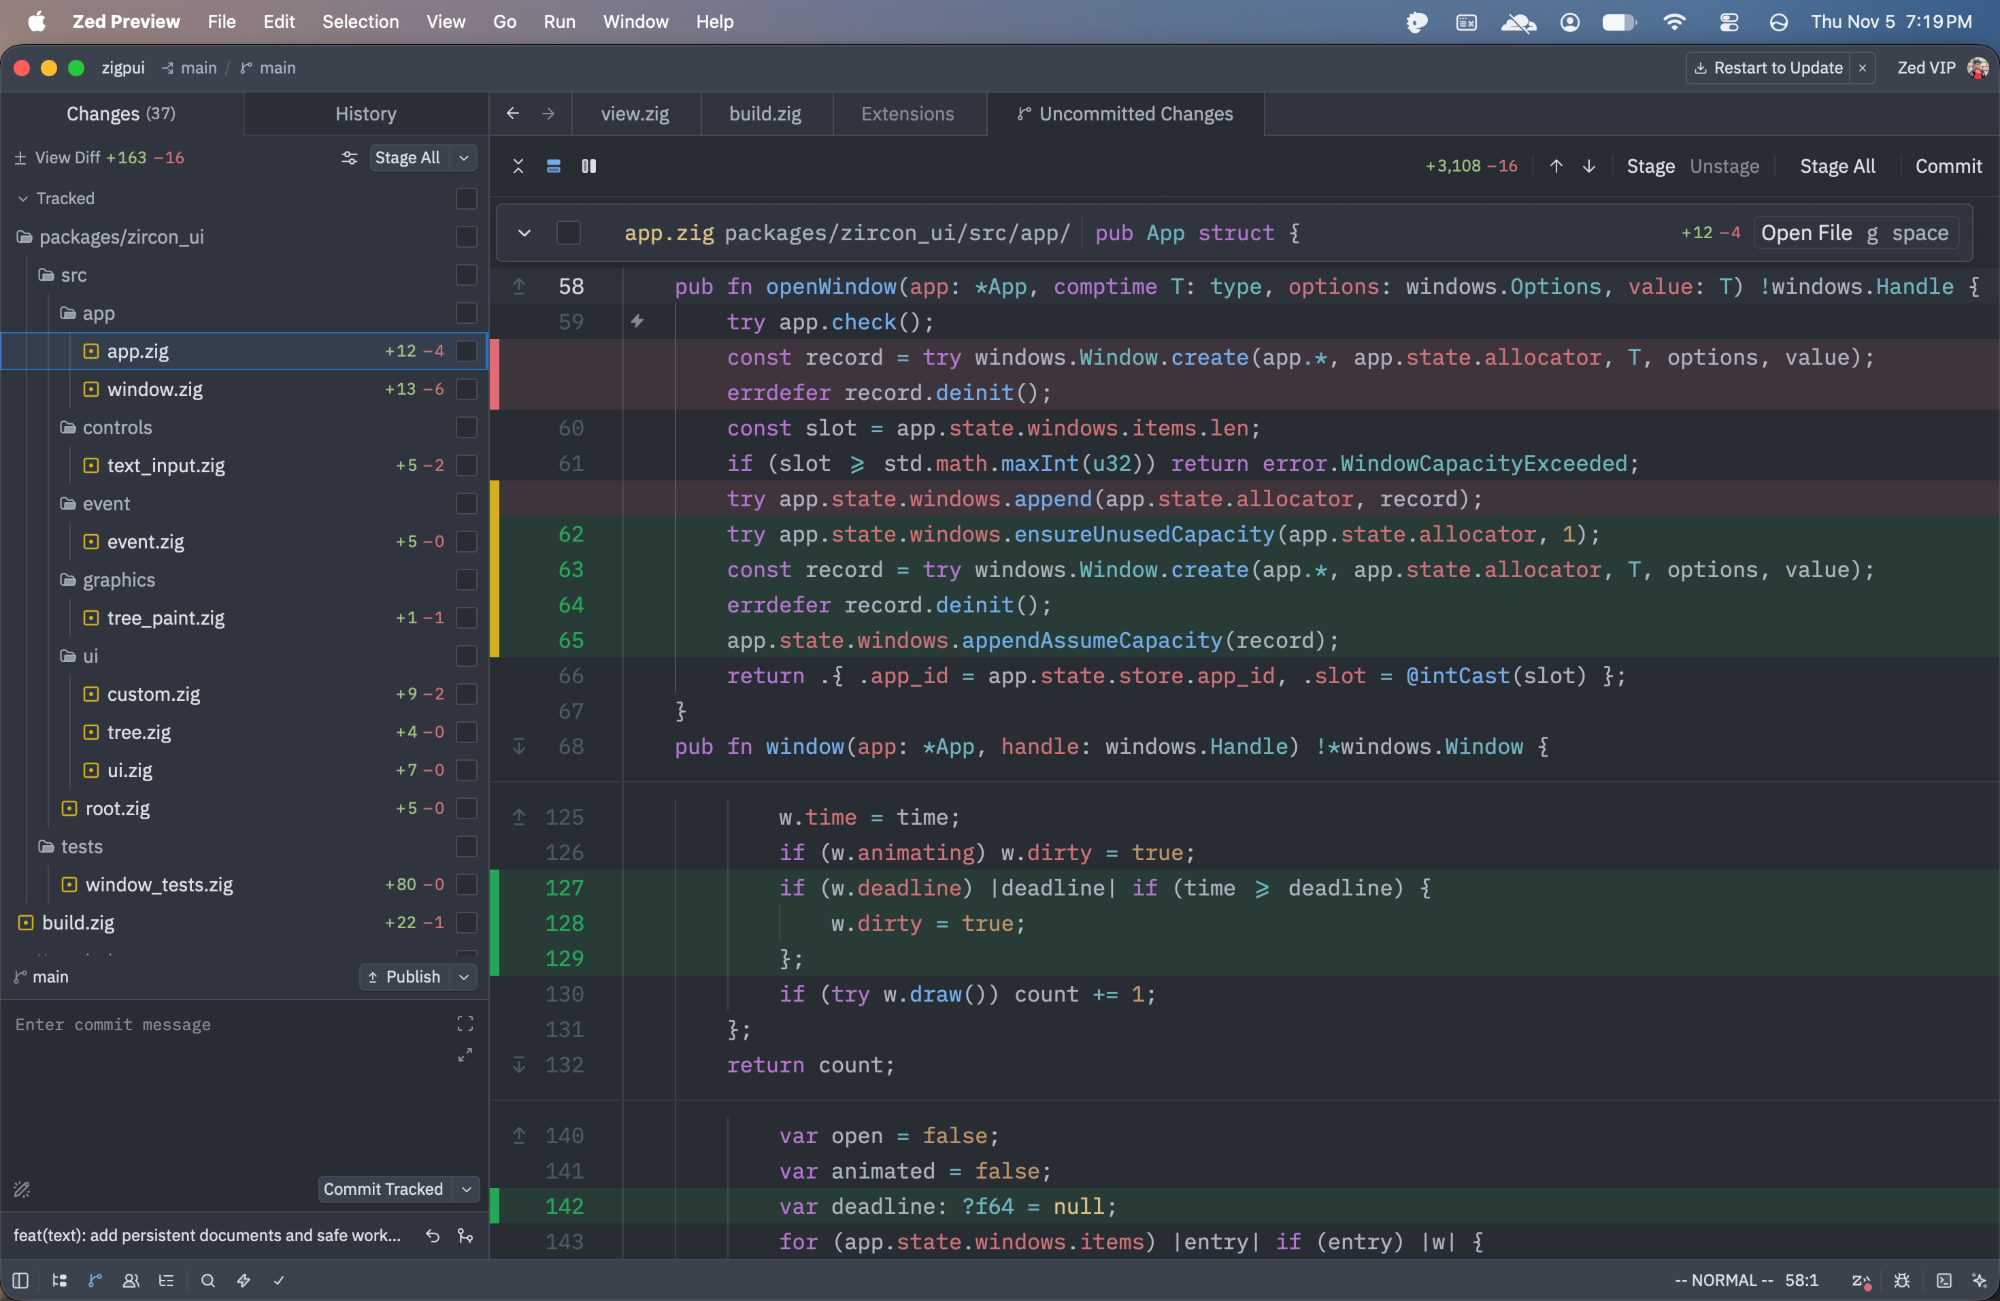 Zed Preview File Edit Selection View Go Run Window Help Thu Nov 5 7:19 PM
zigpui main / main Restart to Update × Zed VIP
Changes (37) History
View Diff +163 −16 Stage All
Tracked
packages/zircon_ui
src
app
app.zig +12 −4
window.zig +13 −6
controls
text_input.zig +5 −2
event
event.zig +5 −0
graphics
tree_paint.zig +1 −1
ui
custom.zig +9 −2
tree.zig +4 −0
ui.zig +7 −0
root.zig +5 −0
tests
window_tests.zig +80 −0
build.zig +22 −1
main Publish
Enter commit message
Commit Tracked
feat(text): add persistent documents and safe work...
view.zig build.zig Extensions Uncommitted Changes
+3,108 −16 Stage Unstage Stage All Commit
app.zig packages/zircon_ui/src/app/ pub App struct { +12 −4 Open File g space
58 pub fn openWindow(app: *App, comptime T: type, options: windows.Options, value: T) !windows.Handle {
59 try app.check();
const record = try windows.Window.create(app.*, app.state.allocator, T, options, value);
errdefer record.deinit();
60 const slot = app.state.windows.items.len;
61 if (slot ⩾ std.math.maxInt(u32)) return error.WindowCapacityExceeded;
try app.state.windows.append(app.state.allocator, record);
62 try app.state.windows.ensureUnusedCapacity(app.state.allocator, 1);
63 const record = try windows.Window.create(app.*, app.state.allocator, T, options, value);
64 errdefer record.deinit();
65 app.state.windows.appendAssumeCapacity(record);
66 return .{ .app_id = app.state.store.app_id, .slot = @intCast(slot) };
67 }
68 pub fn window(app: *App, handle: windows.Handle) !*windows.Window {
125 w.time = time;
126 if (w.animating) w.dirty = true;
127 if (w.deadline) |deadline| if (time ⩾ deadline) {
128 w.dirty = true;
129 };
130 if (try w.draw()) count += 1;
131 };
132 return count;
140 var open = false;
141 var animated = false;
142 var deadline: ?f64 = null;
143 for (app.state.windows.items) |entry| if (entry) |w| {
-- NORMAL -- 58:1